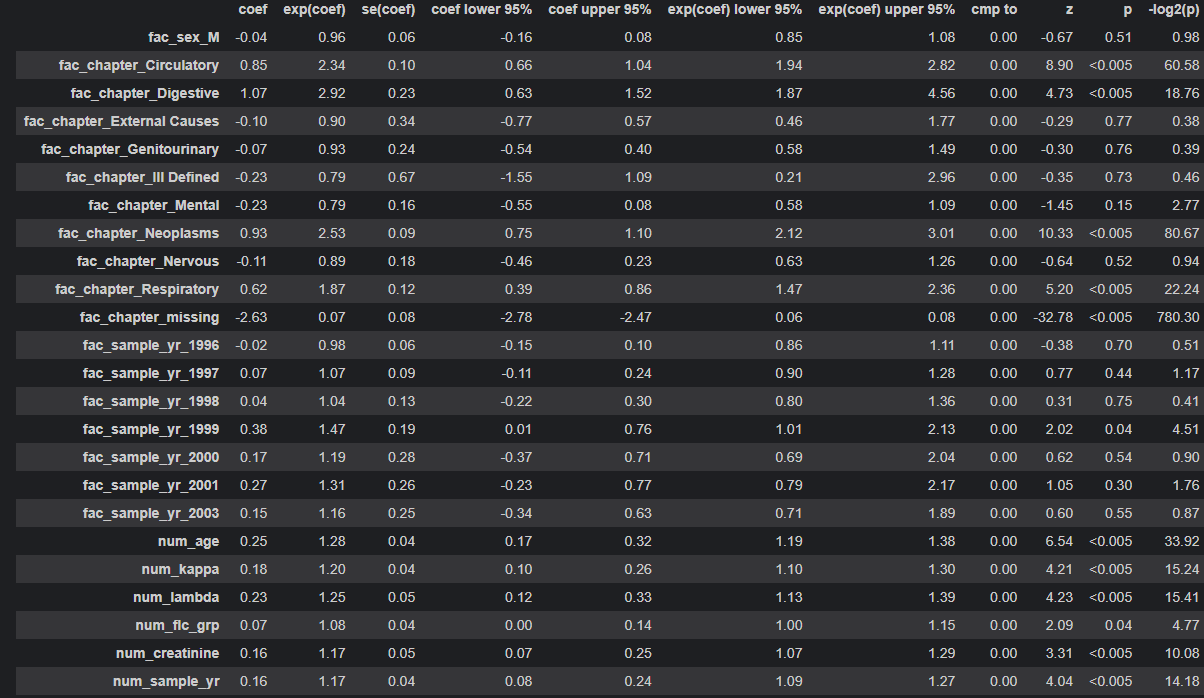 coef exp(coef) se(coef) coef lower 95% coef upper 95% exp(coef) lower 95% exp(coef) upper 95% cmp to z p -log2(p)
fac_sex_M -0.04 0.96 0.06 -0.16 0.08 0.85 1.08 0.00 -0.67 0.51 0.98
fac_chapter_Circulatory 0.85 2.34 0.10 0.66 1.04 1.94 2.82 0.00 8.90 <0.005 60.58
fac_chapter_Digestive 1.07 2.92 0.23 0.63 1.52 1.87 4.56 0.00 4.73 <0.005 18.76
fac_chapter_External Causes -0.10 0.90 0.34 -0.77 0.57 0.46 1.77 0.00 -0.29 0.77 0.38
fac_chapter_Genitourinary -0.07 0.93 0.24 -0.54 0.40 0.58 1.49 0.00 -0.30 0.76 0.39
fac_chapter_Ill Defined -0.23 0.79 0.67 -1.55 1.09 0.21 2.96 0.00 -0.35 0.73 0.46
fac_chapter_Mental -0.23 0.79 0.16 -0.55 0.08 0.58 1.09 0.00 -1.45 0.15 2.77
fac_chapter_Neoplasms 0.93 2.53 0.09 0.75 1.10 2.12 3.01 0.00 10.33 <0.005 80.67
fac_chapter_Nervous -0.11 0.89 0.18 -0.46 0.23 0.63 1.26 0.00 -0.64 0.52 0.94
fac_chapter_Respiratory 0.62 1.87 0.12 0.39 0.86 1.47 2.36 0.00 5.20 <0.005 22.24
fac_chapter_missing -2.63 0.07 0.08 -2.78 -2.47 0.06 0.08 0.00 -32.78 <0.005 780.30
fac_sample_yr_1996 -0.02 0.98 0.06 -0.15 0.10 0.86 1.11 0.00 -0.38 0.70 0.51
fac_sample_yr_1997 0.07 1.07 0.09 -0.11 0.24 0.90 1.28 0.00 0.77 0.44 1.17
fac_sample_yr_1998 0.04 1.04 0.13 -0.22 0.30 0.80 1.36 0.00 0.31 0.75 0.41
fac_sample_yr_1999 0.38 1.47 0.19 0.01 0.76 1.01 2.13 0.00 2.02 0.04 4.51
fac_sample_yr_2000 0.17 1.19 0.28 -0.37 0.71 0.69 2.04 0.00 0.62 0.54 0.90
fac_sample_yr_2001 0.27 1.31 0.26 -0.23 0.77 0.79 2.17 0.00 1.05 0.30 1.76
fac_sample_yr_2003 0.15 1.16 0.25 -0.34 0.63 0.71 1.89 0.00 0.60 0.55 0.87
num_age 0.25 1.28 0.04 0.17 0.32 1.19 1.38 0.00 6.54 <0.005 33.92
num_kappa 0.18 1.20 0.04 0.10 0.26 1.10 1.30 0.00 4.21 <0.005 15.24
num_lambda 0.23 1.25 0.05 0.12 0.33 1.13 1.39 0.00 4.23 <0.005 15.41
num_flc_grp 0.07 1.08 0.04 0.00 0.14 1.00 1.15 0.00 2.09 0.04 4.77
num_creatinine 0.16 1.17 0.05 0.07 0.25 1.07 1.29 0.00 3.31 <0.005 10.08
num_sample_yr 0.16 1.17 0.04 0.08 0.24 1.09 1.27 0.00 4.04 <0.005 14.18